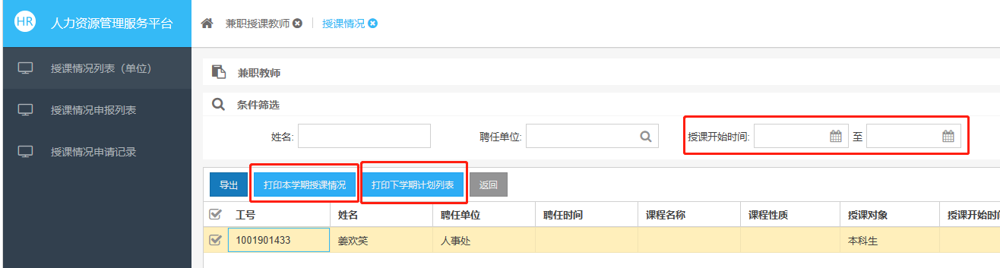 HR 人力资源管理服务平台
兼职授课教师 授课情况
授课情况列表（单位）
授课情况申报列表
授课情况申请记录
兼职教师
条件筛选
姓名: 聘任单位: 授课开始时间: 至
导出 打印本学期授课情况 打印下学期计划列表 返回
工号 姓名 聘任单位 聘任时间 课程名称 课程性质 授课对象 授课开始时
1001901433 姜欢笑 人事处 本科生